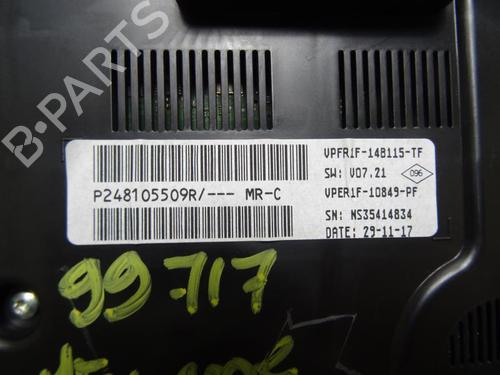 B-PARTS
VPFR1F-14B115-TF
SW: V07.21
096
P248105509R/--- MR-C
VPER1F-10849-PF
SN: NS35414834
DATE: 29-11-17
99.717